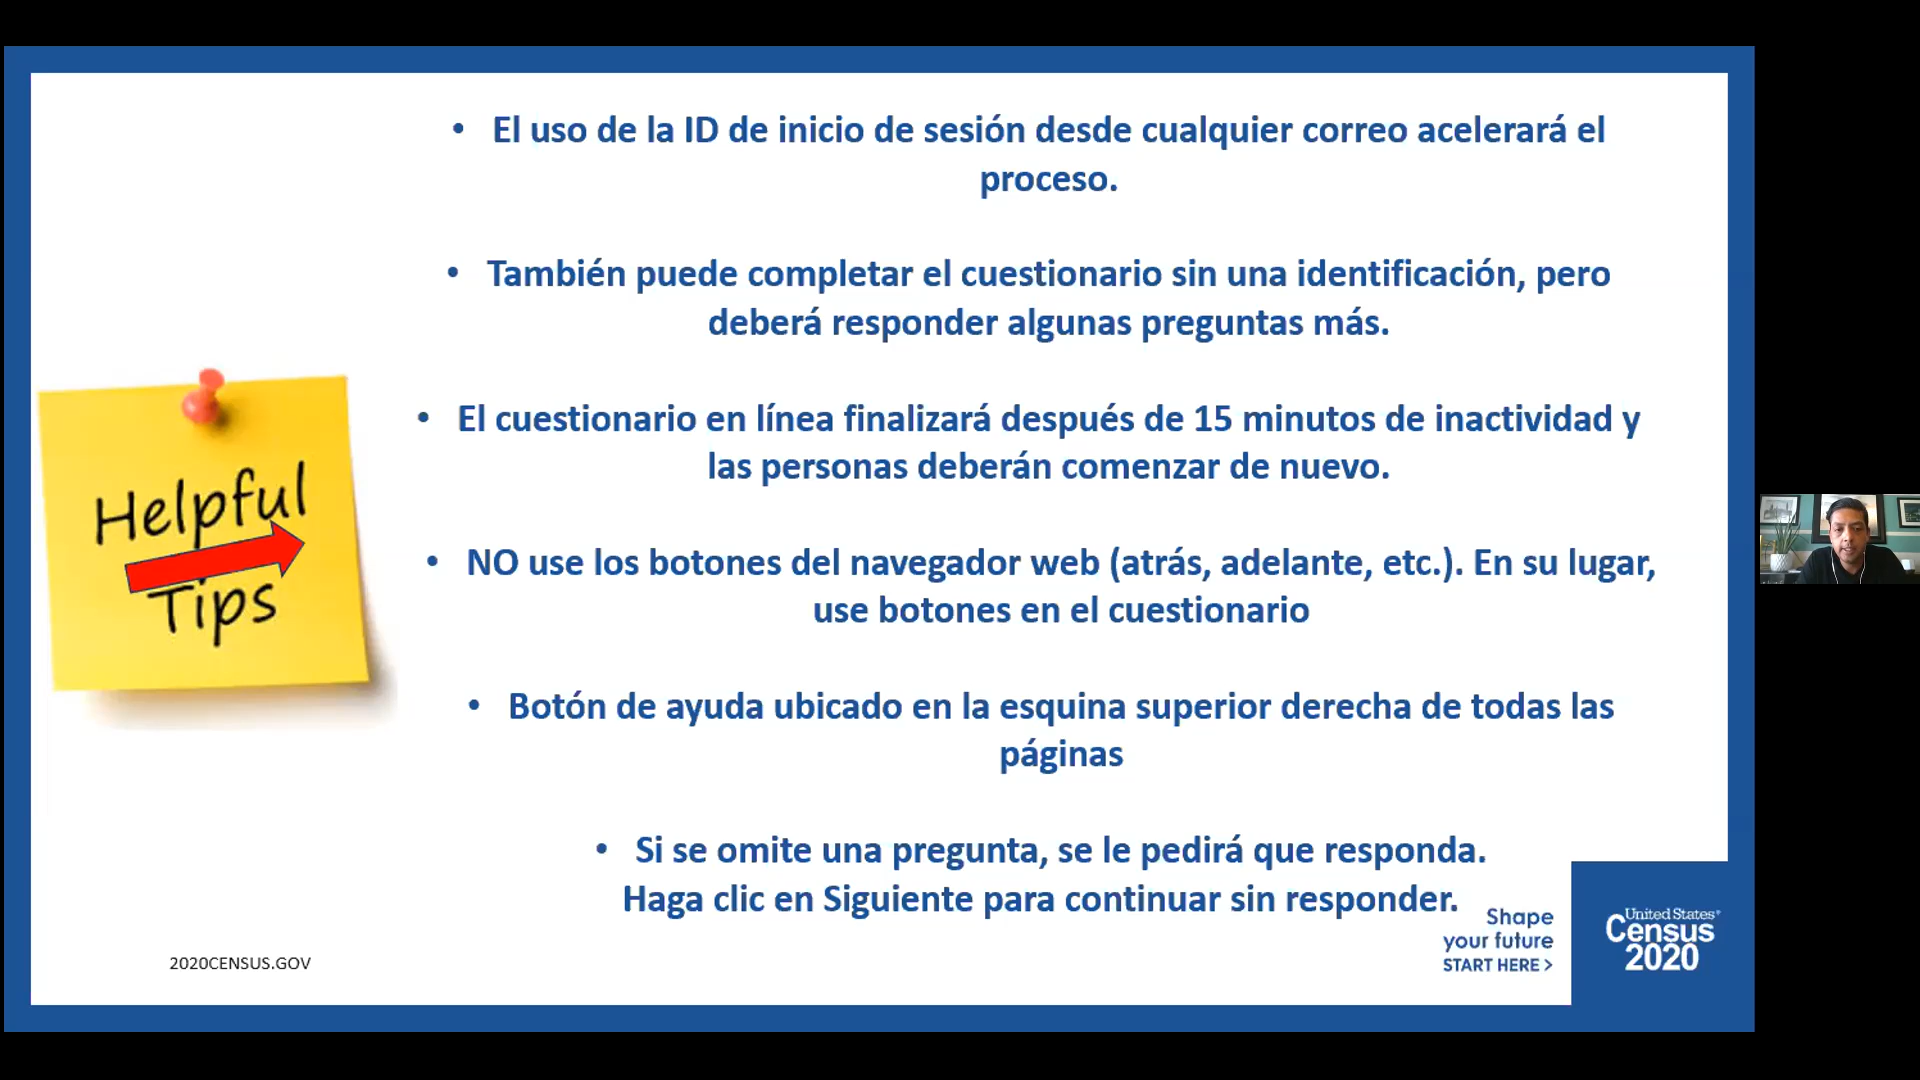 • El uso de la ID de inicio de sesión desde cualquier correo acelerará el
proceso.
• También puede completar el cuestionario sin una identificación, pero
deberá responder algunas preguntas más.
• El cuestionario en línea finalizará después de 15 minutos de inactividad y
las personas deberán comenzar de nuevo.
• NO use los botones del navegador web (atrás, adelante, etc.). En su lugar,
use botones en el cuestionario
• Botón de ayuda ubicado en la esquina superior derecha de todas las
páginas
• Si se omite una pregunta, se le pedirá que responda.
Haga clic en Siguiente para continuar sin responder.
Helpful
Tips
2020CENSUS.GOV
Shape
your future
START HERE >
United States®
Census
2020